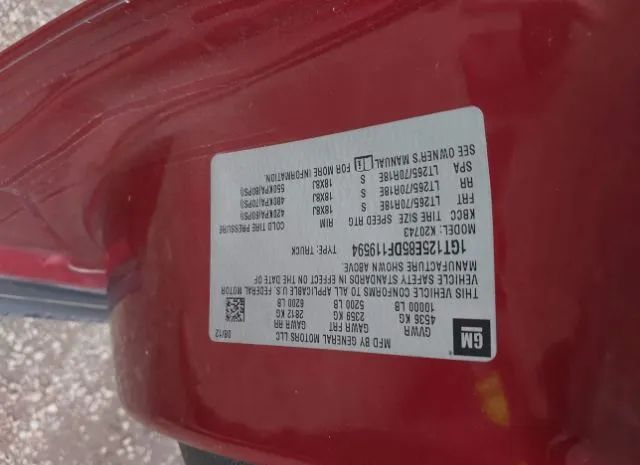 GM
MFD BY GENERAL MOTORS LLC
08/12
GVWR GAWR FRT GAWR RR
4536 KG 2359 KG 2812 KG
10000 LB 5200 LB 6200 LB
THIS VEHICLE CONFORMS TO ALL APPLICABLE U.S. FEDERAL MOTOR
VEHICLE SAFETY STANDARDS IN EFFECT ON THE DATE OF
MANUFACTURE SHOWN ABOVE.
1GT125E85DF119594 TYPE: TRUCK
MODEL: K20743
KBRC TIRE SIZE SPEED RTG RIM COLD TIRE PRESSURE
FRT LT265/70R18E S 18X8J 420KPA(60PSI)
RR LT265/70R18E S 18X8J 480KPA(70PSI)
SPA LT265/70R18E S 18X8J 550KPA(80PSI)
SEE OWNER'S MANUAL FOR MORE INFORMATION.